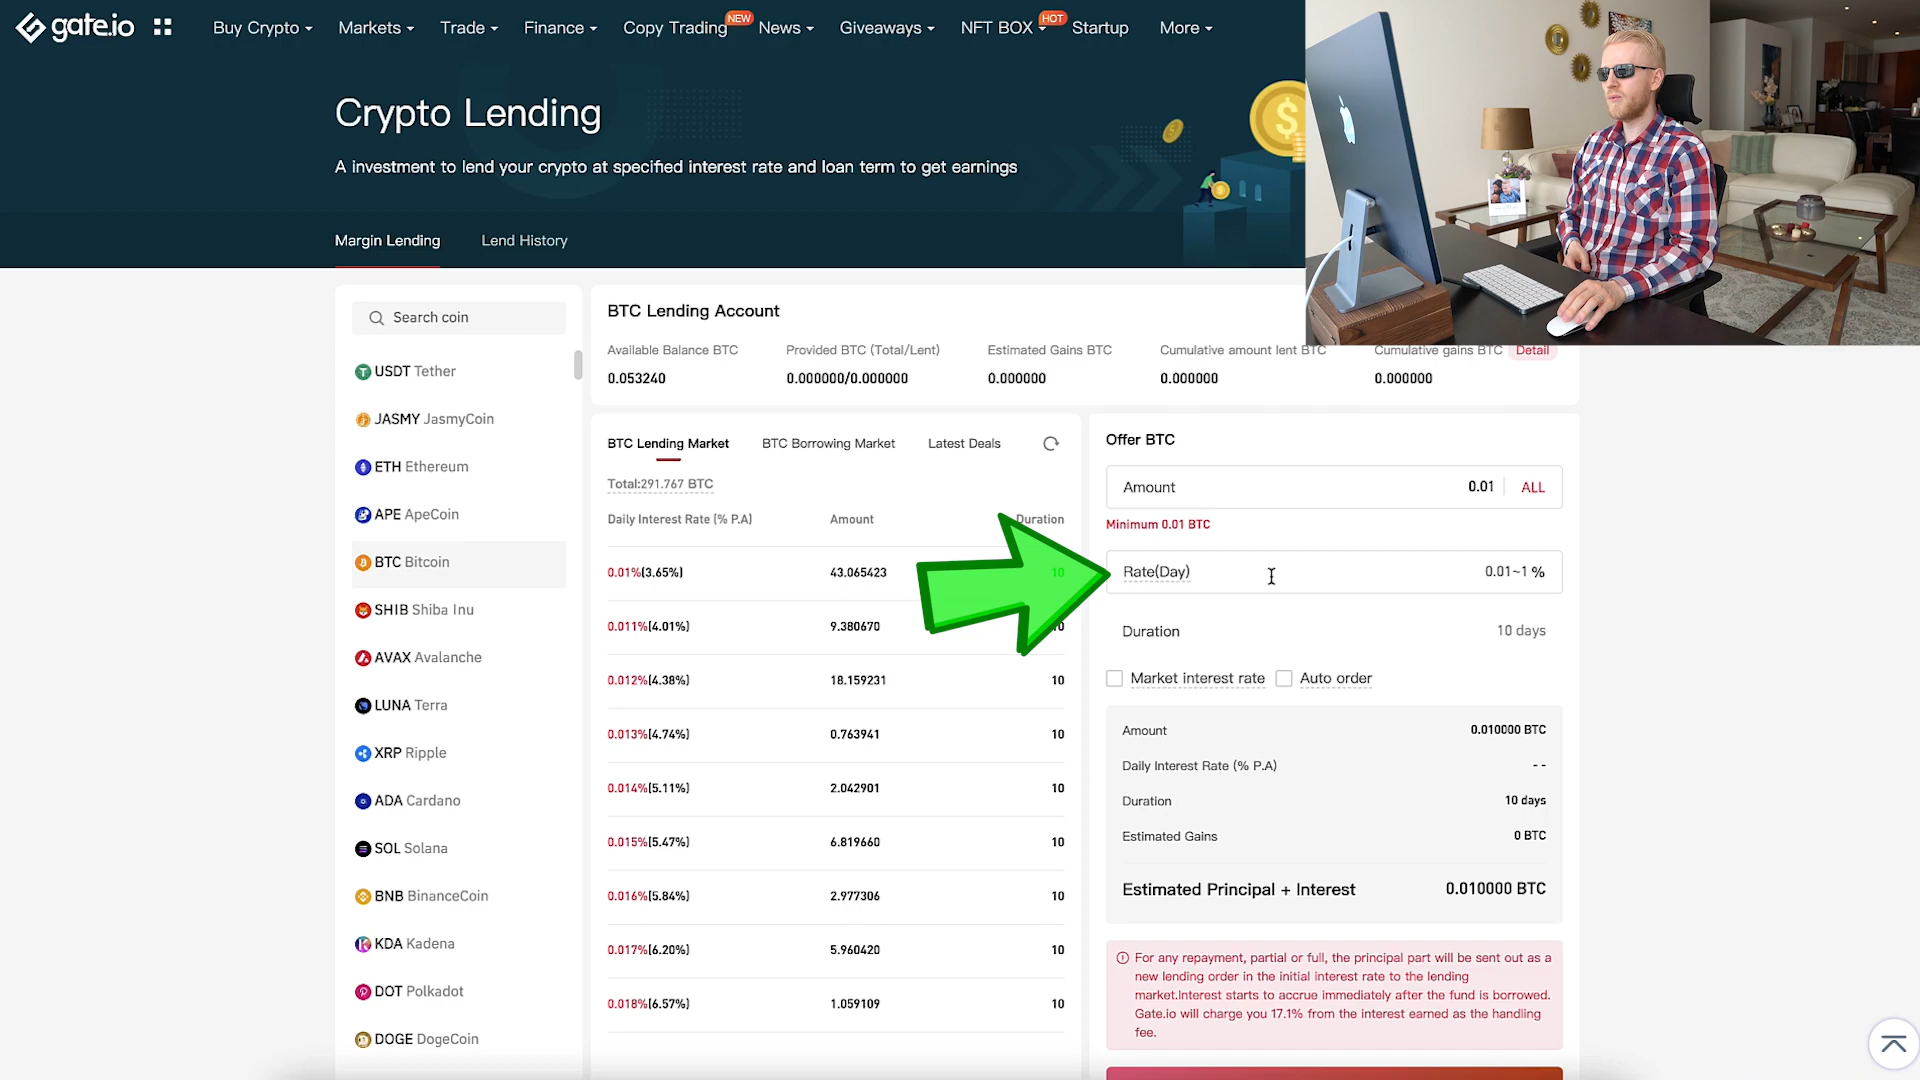 gate.io Buy Crypto Markets Trade Finance Copy Trading NEW News Giveaways NFT BOX HOT Startup More
Crypto Lending
A investment to lend your crypto at specified interest rate and loan term to get earnings
Margin Lending Lend History
Search coin
USDT Tether
JASMY JasmyCoin
ETH Ethereum
APE ApeCoin
BTC Bitcoin
SHIB Shiba Inu
AVAX Avalanche
LUNA Terra
XRP Ripple
ADA Cardano
SOL Solana
BNB BinanceCoin
KDA Kadena
DOT Polkadot
DOGE DogeCoin
BTC Lending Account
Available Balance BTC Provided BTC (Total/Lent) Estimated Gains BTC Cumulative amount lent BTC Cumulative gains BTC Detail
0.053240 0.000000/0.000000 0.000000 0.000000 0.000000
BTC Lending Market BTC Borrowing Market Latest Deals
Total:291.767 BTC
Daily Interest Rate (% P.A) Amount Duration
0.01%(3.65%) 43.065423 10
0.011%(4.01%) 9.380670
0.012%(4.38%) 18.159231 10
0.013%(4.74%) 0.763941 10
0.014%(5.11%) 2.042901 10
0.015%(5.47%) 6.819660 10
0.016%(5.84%) 2.977306 10
0.017%(6.20%) 5.960420 10
0.018%(6.57%) 1.059109 10
Offer BTC
Amount 0.01 ALL
Minimum 0.01 BTC
Rate(Day) 0.01~1 %
Duration 10 days
Market interest rate Auto order
Amount 0.010000 BTC
Daily Interest Rate (% P.A) - -
Duration 10 days
Estimated Gains 0 BTC
Estimated Principal + Interest 0.010000 BTC
For any repayment, partial or full, the principal part will be sent out as a
new lending order in the initial interest rate to the lending
market.Interest starts to accrue immediately after the fund is borrowed.
Gate.io will charge you 17.1% from the interest earned as the handling
fee.